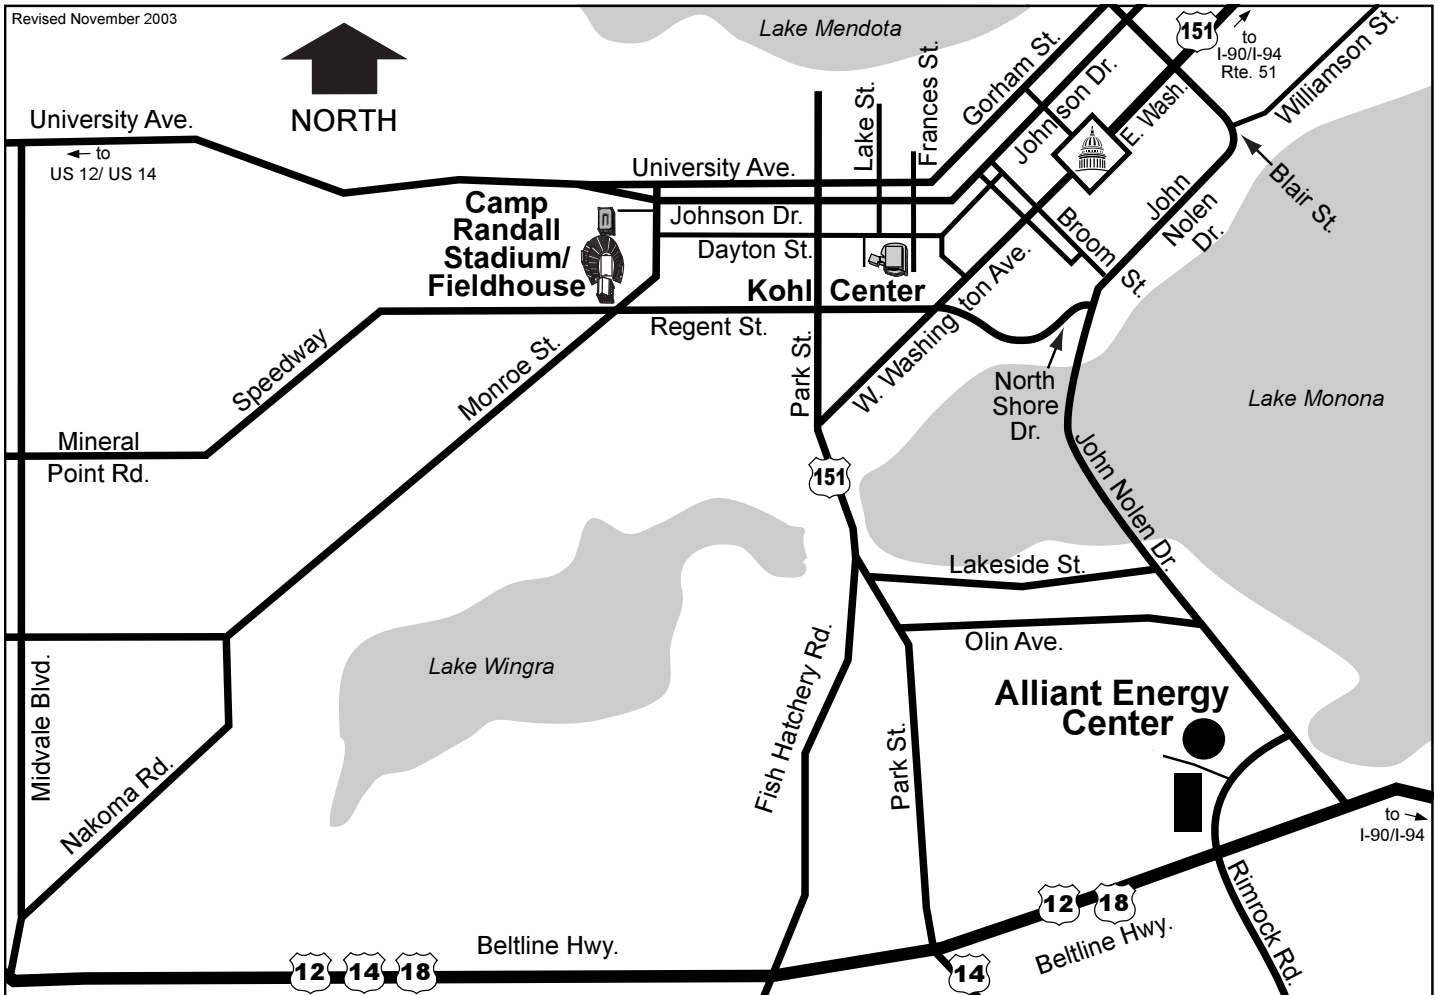 Revised November 2003
Lake Mendota
151
to
I-90/I-94
Rte. 51
Williamson St.
NORTH
University Ave.
to
US 12/ US 14
University Ave.
Lake St.
Frances St.
Gorham St.
Johnson Dr.
E. Wash.
John
Nolen
Dr.
Blair St.
Camp
Randall
Stadium/
Fieldhouse
Johnson Dr.
Dayton St.
Broom St.
Kohl Center
Regent St.
Park St.
W. Washington Ave.
North
Shore
Dr.
Lake Monona
Speedway
Monroe St.
Mineral
Point Rd.
151
John Nolen Dr.
Lakeside St.
Olin Ave.
Lake Wingra
Fish Hatchery Rd.
Park St.
Alliant Energy
Center
Midvale Blvd.
Nakoma Rd.
to
I-90/I-94
Rimrock Rd.
12
18
Beltline Hwy.
Beltline Hwy.
12
14
18
14